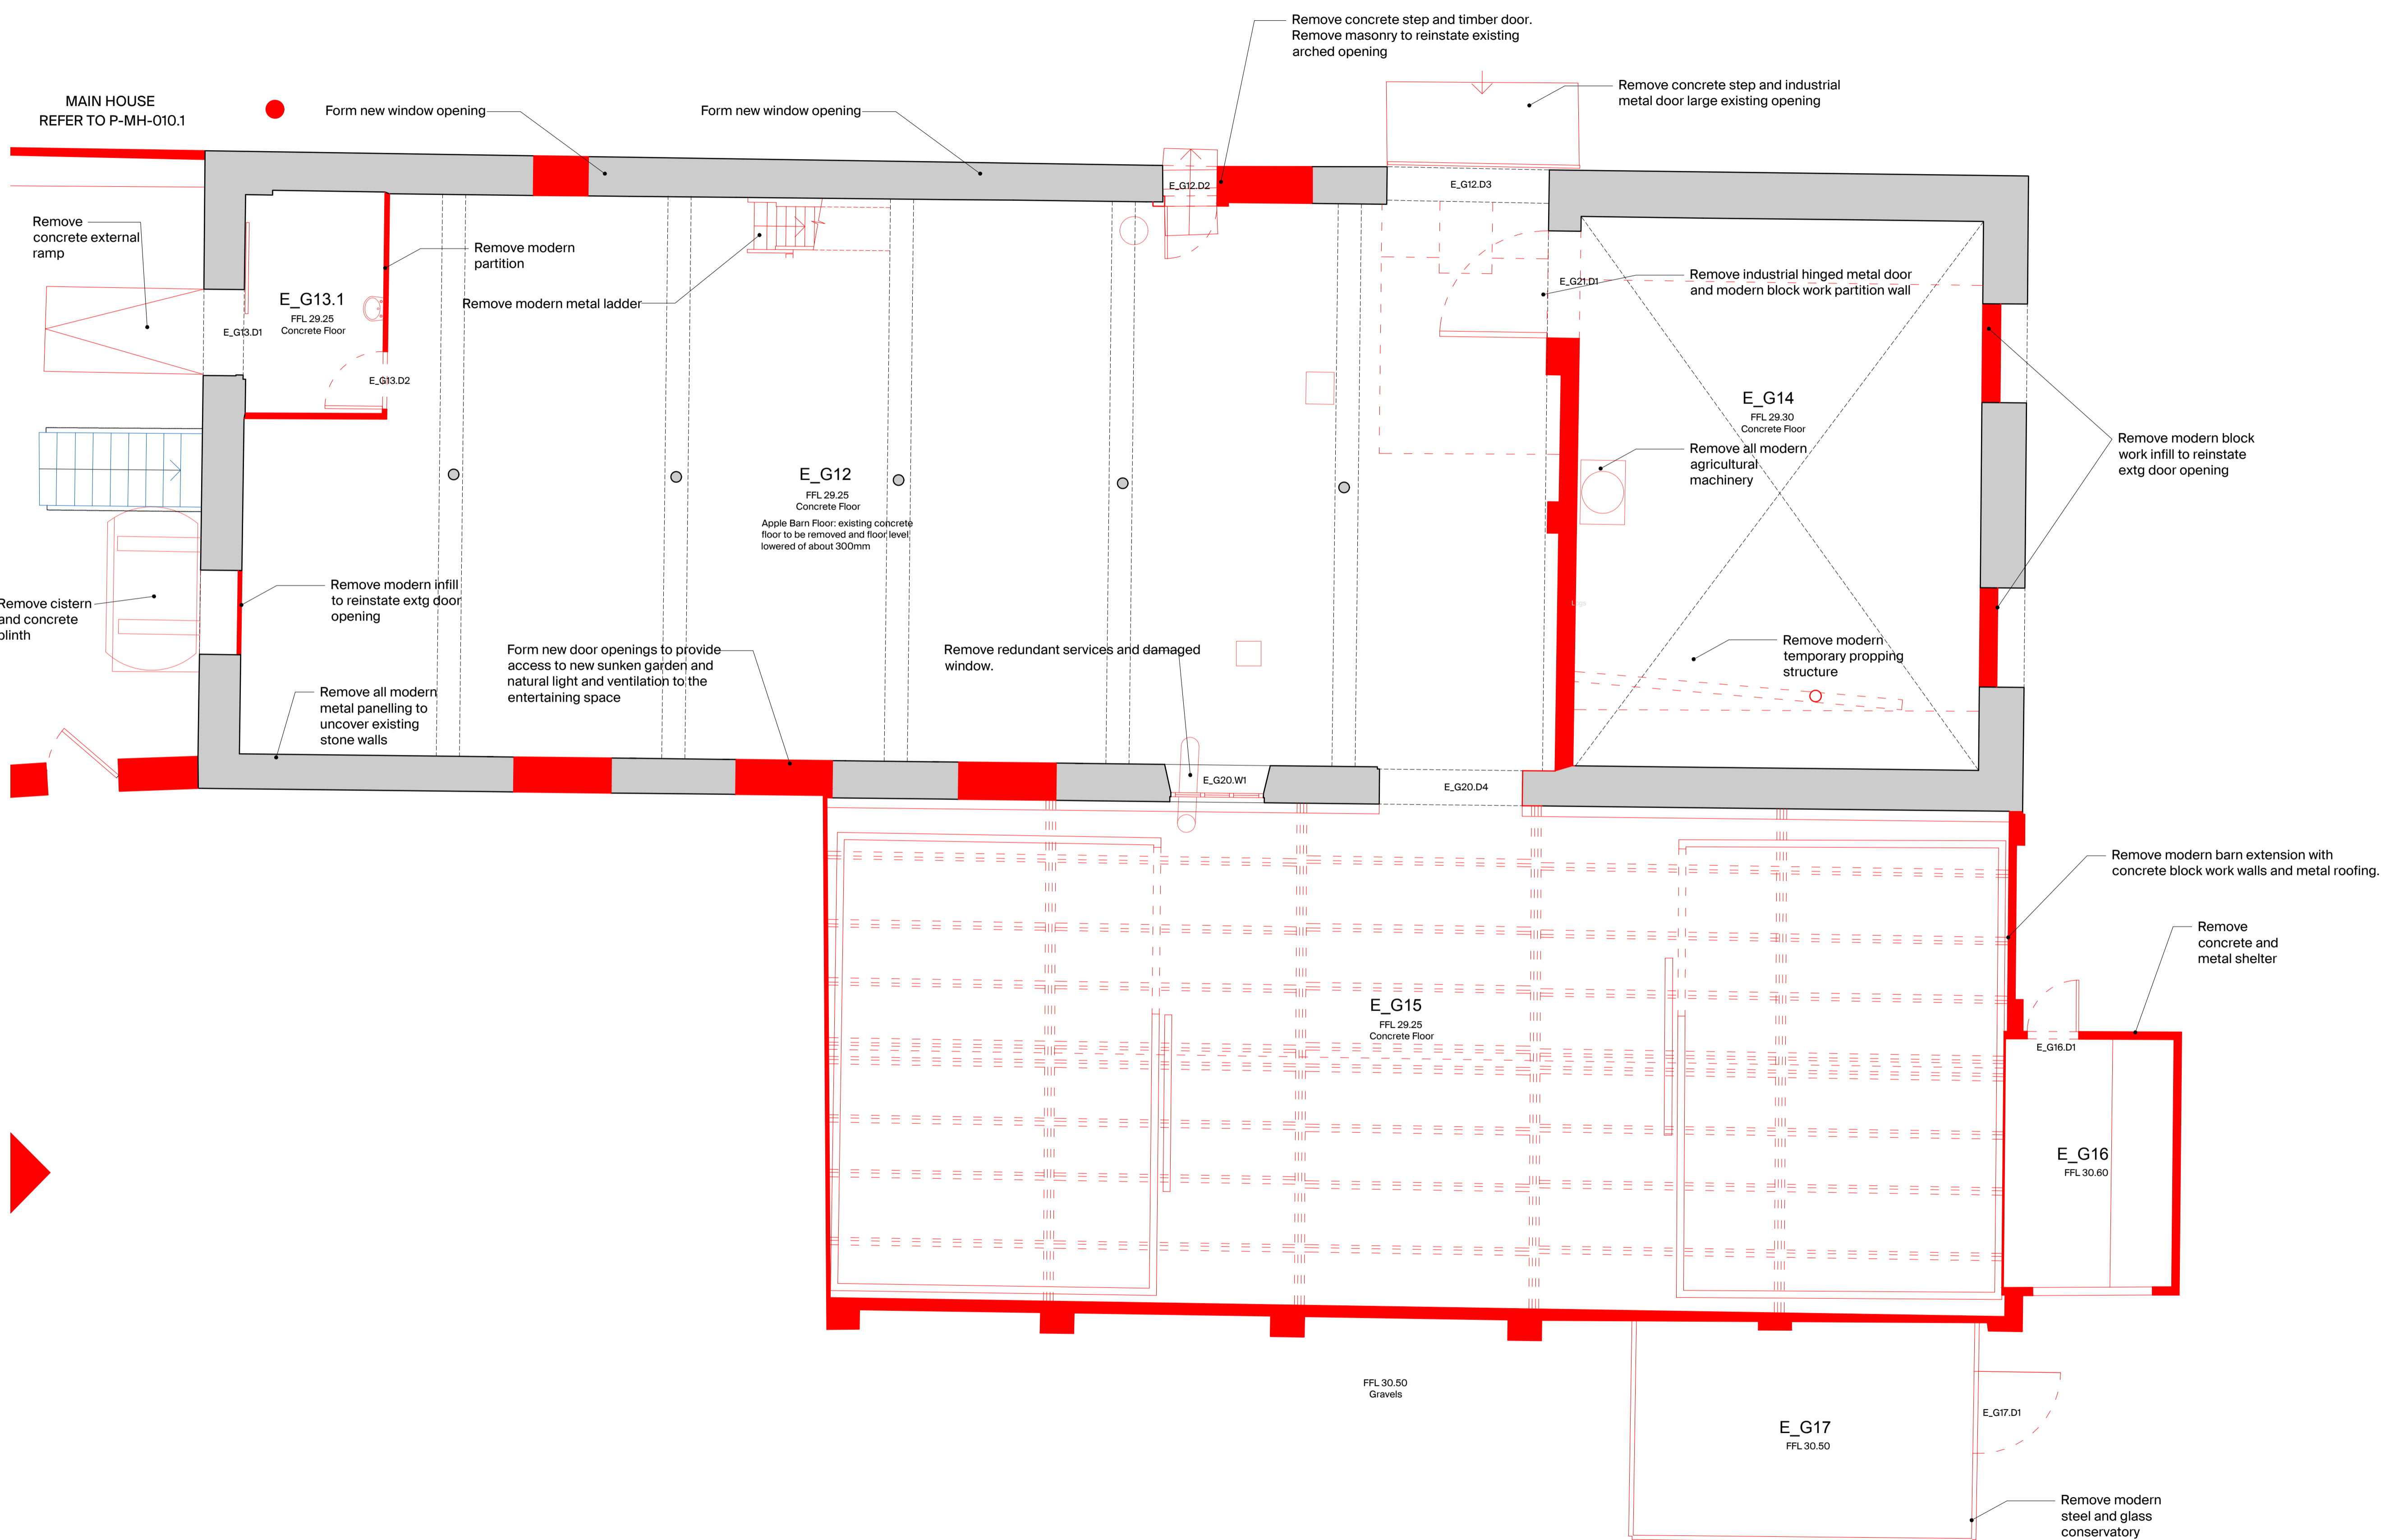 Remove concrete step and timber door.
Remove masonry to reinstate existing
arched opening
MAIN HOUSE
REFER TO P-MH-010.1
Form new window opening
Form new window opening
Remove concrete step and industrial
metal door large existing opening
E_G12.D2
E_G12.D3
Remove
concrete external
ramp
Remove modern
partition
Remove modern metal ladder
E_G13.1
FFL 29.25
Concrete Floor
E_G13.D1
E_G13.D2
E_G21.D1
Remove industrial hinged metal door
and modern block work partition wall
E_G14
FFL 29.30
Concrete Floor
Remove all modern
agricultural
machinery
Remove modern block
work infill to reinstate
extg door opening
E_G12
FFL 29.25
Concrete Floor
Apple Barn Floor: existing concrete
floor to be removed and floor level
lowered of about 300mm
Remove modern infill
to reinstate extg door
opening
Remove cistern
and concrete
plinth
Form new door openings to provide
access to new sunken garden and
natural light and ventilation to the
entertaining space
Remove redundant services and damaged
window.
Remove modern
temporary propping
structure
Remove all modern
metal panelling to
uncover existing
stone walls
E_G20.W1
E_G20.D4
Remove modern barn extension with
concrete block work walls and metal roofing.
Remove
concrete and
metal shelter
E_G15
FFL 29.25
Concrete Floor
E_G16.D1
E_G16
FFL 30.60
FFL 30.50
Gravels
E_G17
FFL 30.50
E_G17.D1
Remove modern
steel and glass
conservatory